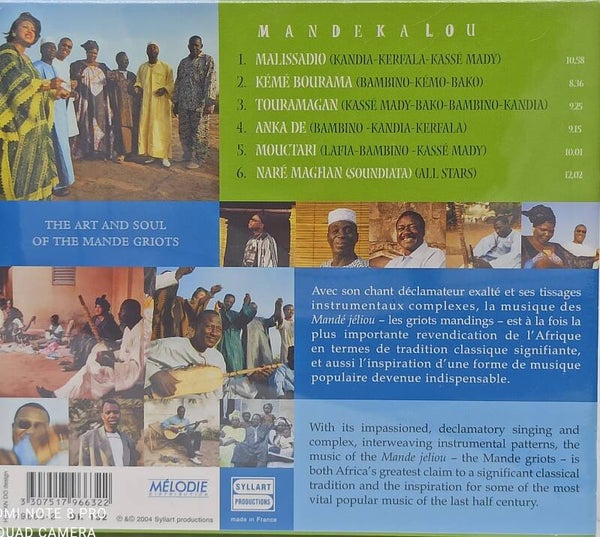 MANDEKALOU
1. MALISSADIO (KANDIA-KERFALA-KASSÉ MADY) 10,58
2. KÉMÉ BOURAMA (BAMBINO-KÉMO-BAKO) 8,36
3. TOURAMAGAN (KASSÉ MADY-BAKO-BAMBINO-KANDIA) 9,25
4. ANKA DE (BAMBINO -KANDIA-KERFALA) 9,15
5. MOUCTARI (LAFIA-BAMBINO -KASSÉ MADY) 10,01
6. NARÉ MAGHAN (SOUNDIATA) (ALL STARS) 12,02
THE ART AND SOUL
OF THE MANDE GRIOTS
Avec son chant déclamateur exalté et ses tissages
instrumentaux complexes, la musique des
Mandé jéliou – les griots mandings – est à la fois la
plus importante revendication de l'Afrique
en termes de tradition classique signifiante,
et aussi l'inspiration d'une forme de musique
populaire devenue indispensable.
With its impassioned, declamatory singing and
complex, interweaving instrumental patterns, the
music of the Mande jeliou – the Mande griots – is
both Africa's greatest claim to a significant classical
tradition and the inspiration for some of the most
vital popular music of the last half century.
DO design
3 307517 966322
MÉLODIE
DISTRIBUTION
SYLLART
PRODUCTIONS
made in France
℗ &© 2004 Syllart productions
OMI NOTE 8 PRO
QUAD CAMERA